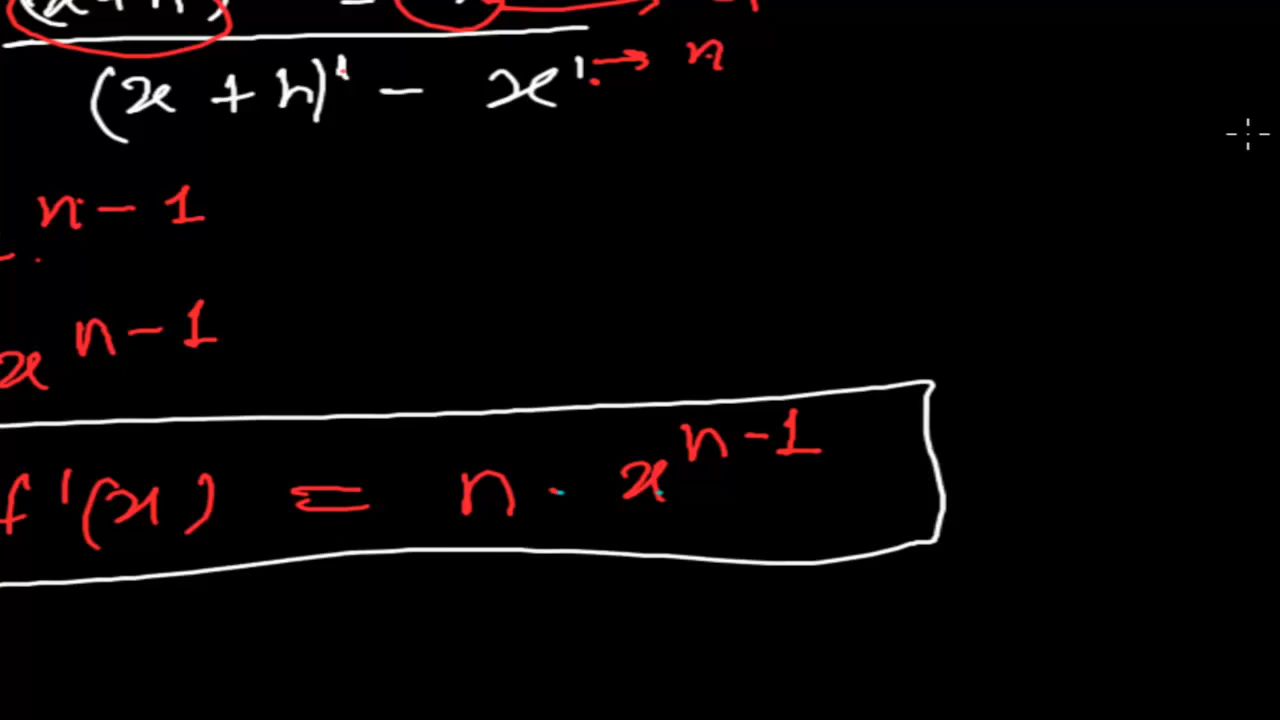 (x + h)¹ - x¹ → n
n - 1
x^(n - 1)
f'(x) = n · x^(n - 1)